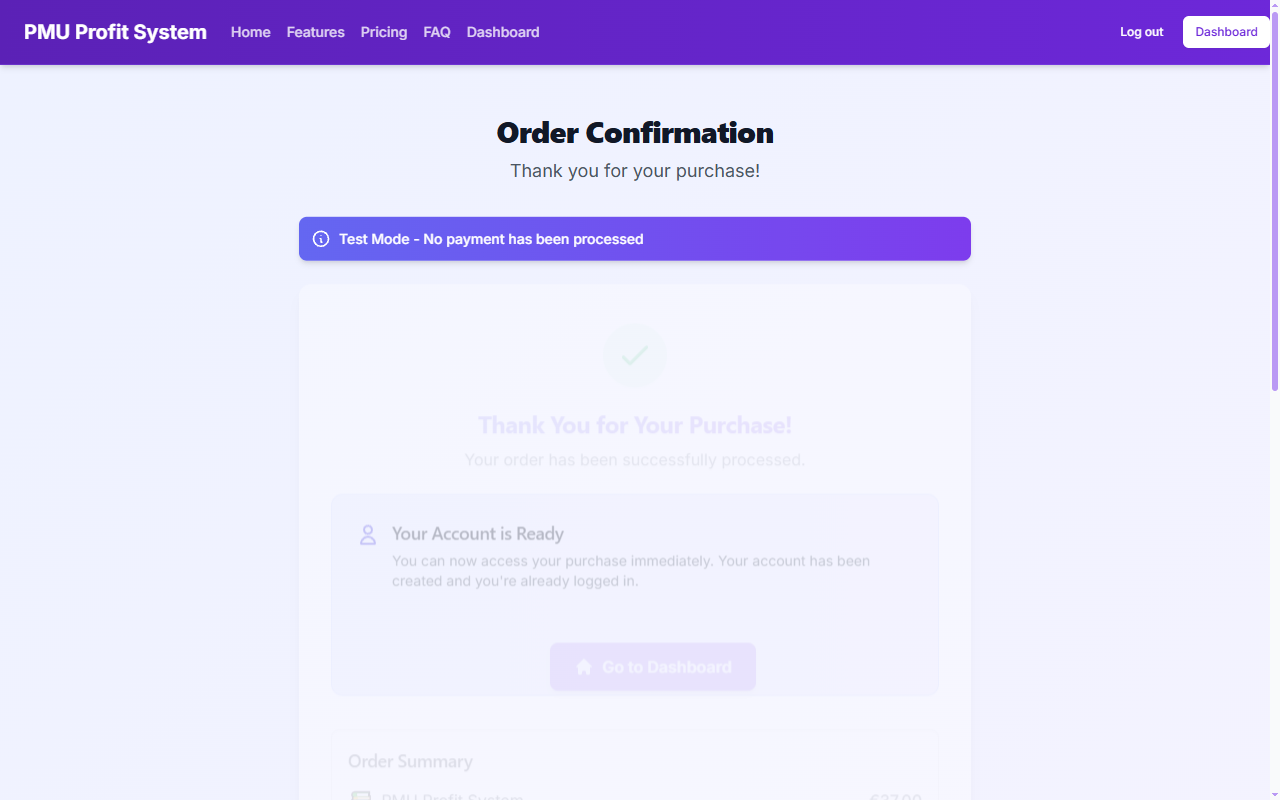 PMU Profit System
Home Features Pricing FAQ Dashboard
Log out
Dashboard
Order Confirmation
Thank you for your purchase!
Test Mode - No payment has been processed
Thank You for Your Purchase!
Your order has been successfully processed.
Your Account is Ready
You can now access your purchase immediately. Your account has been
created and you're already logged in.
Go to Dashboard
Order Summary
PMU Profit System
€37.00